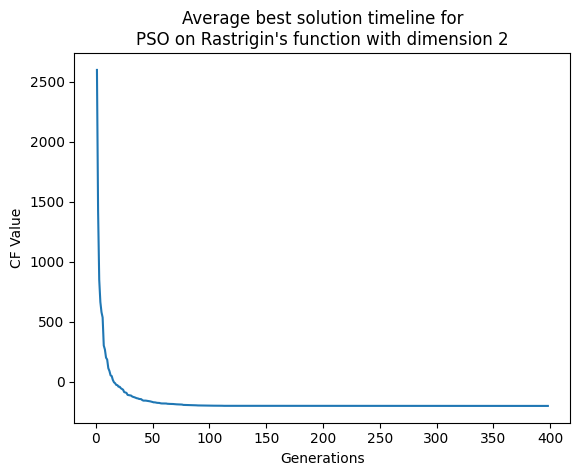 Average best solution timeline for
PSO on Rastrigin's function with dimension 2
2500
2000
1500
1000
500
0
CF Value
0 50 100 150 200 250 300 350 400
Generations